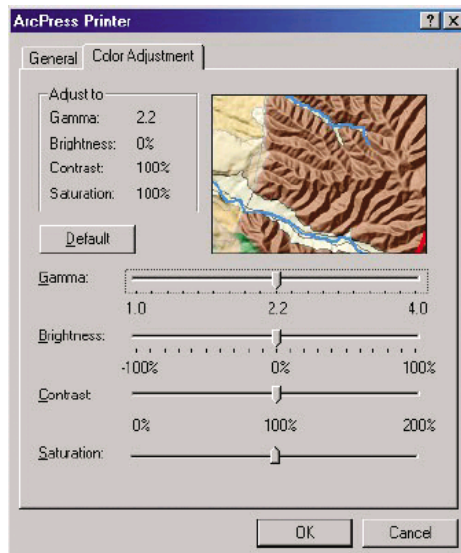 ArcPress Printer
General Color Adjustment
Adjust to
Gamma: 2.2
Brightness: 0%
Contrast: 100%
Saturation: 100%
Default
Gamma:
1.0 2.2 4.0
Brightness:
-100% 0% 100%
Contrast
0% 100% 200%
Saturation:
OK Cancel